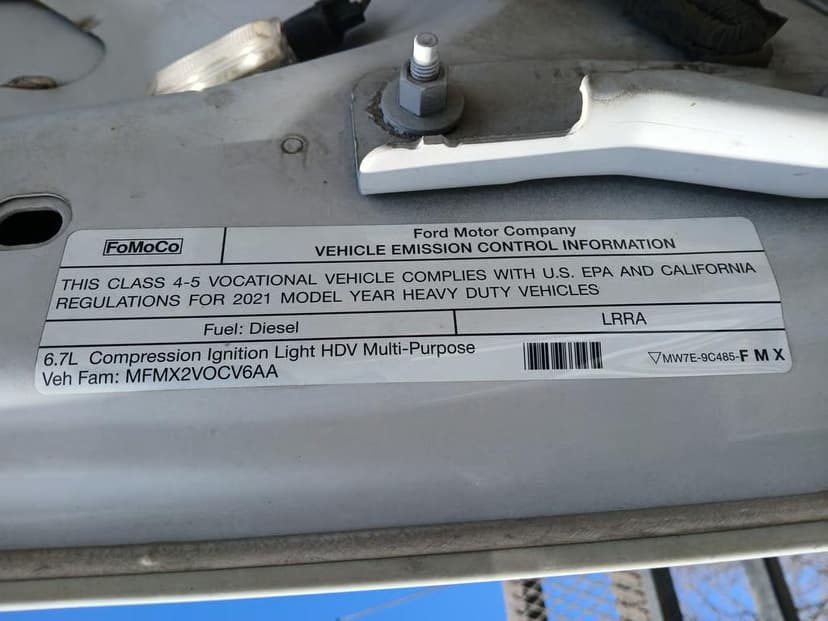 FoMoCo
Ford Motor Company
VEHICLE EMISSION CONTROL INFORMATION
THIS CLASS 4-5 VOCATIONAL VEHICLE COMPLIES WITH U.S. EPA AND CALIFORNIA
REGULATIONS FOR 2021 MODEL YEAR HEAVY DUTY VEHICLES
Fuel: Diesel
LRRA
6.7L Compression Ignition Light HDV Multi-Purpose
Veh Fam: MFMX2VOCV6AA
▽MW7E-9C485-FMX